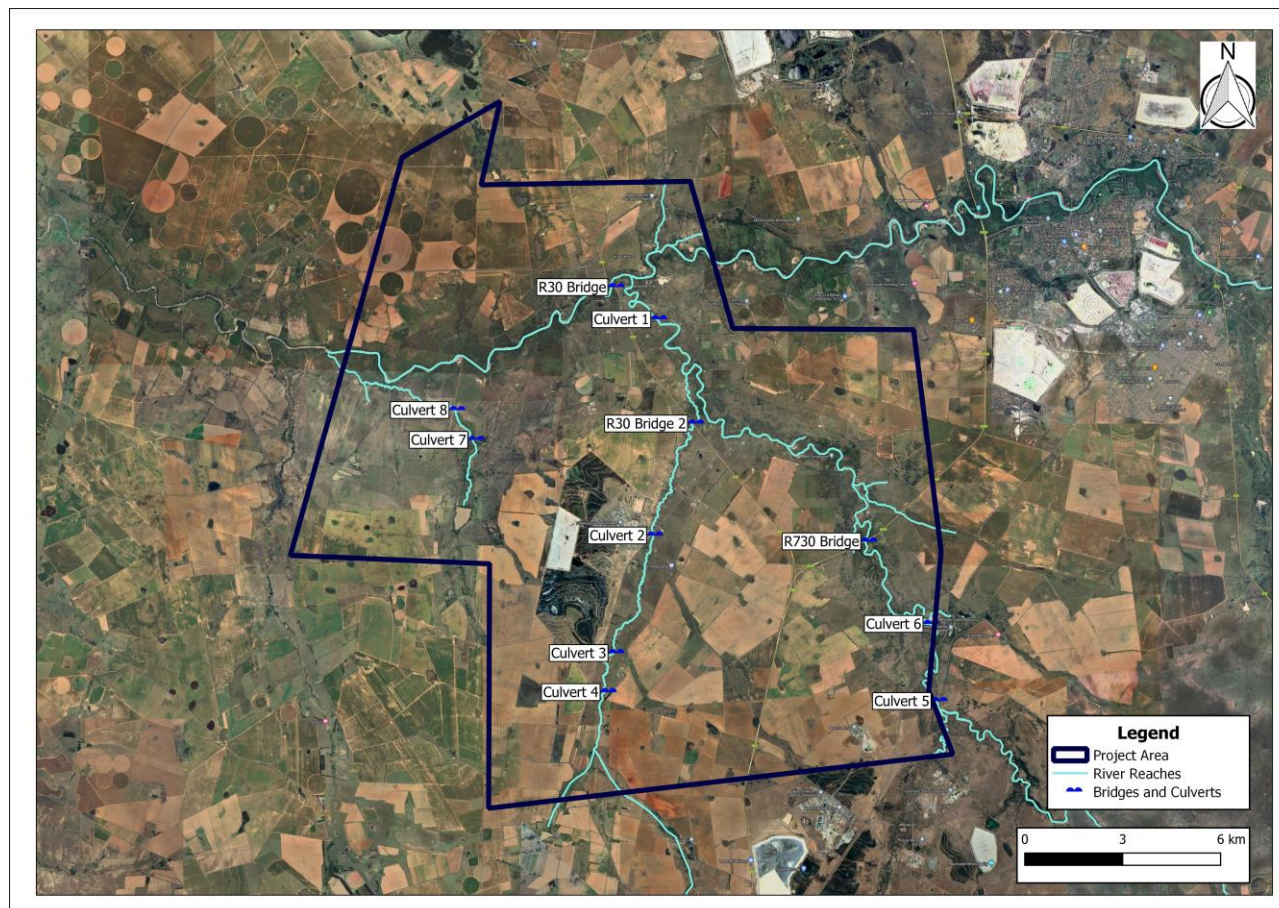 N
R30 Bridge
Culvert 1
Culvert 8
R30 Bridge 2
Culvert 7
Culvert 2
R730 Bridge
Culvert 6
Culvert 3
Culvert 4
Culvert 5
Legend
Project Area
River Reaches
Bridges and Culverts
0 3 6 km